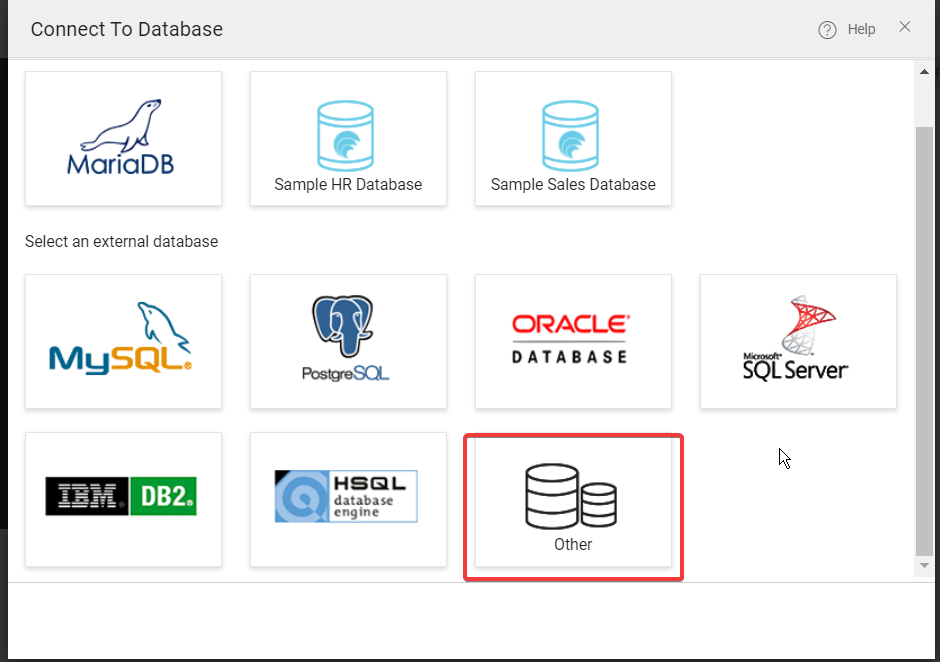 Connect To Database
? Help
MariaDB
Sample HR Database
Sample Sales Database
Select an external database
MySQL®
PostgreSQL
ORACLE®
DATABASE
Microsoft®
SQL Server
IBM® DB2®
HSQL
database
engine
Other